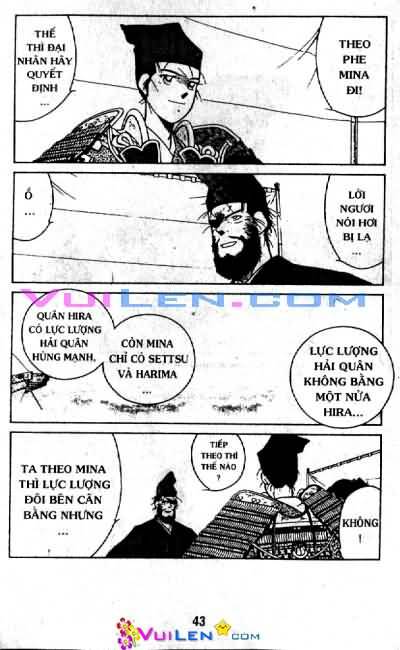 THEO
PHE
MINA
ĐI!
THẾ
THÌ ĐẠI
NHÂN HÃY
QUYẾT
ĐỊNH
...
LỜI
NGƯƠI
NÓI HƠI
BỊ LẠ
...
Ồ
...
LỰC LƯỢNG
HẢI QUÂN
KHÔNG BẰNG
MỘT NỬA
HIRA...
CÒN MINA
CHỈ CÓ SETTSU
VÀ HARIMA
...
QUÂN HIRA
CÓ LỰC LƯỢNG
HẢI QUÂN
HÙNG MẠNH,
VUILEN.COM
KHÔNG
!
TIẾP
THEO THÌ
THẾ NÀO
?
TA THEO MINA
THÌ LỰC LƯỢNG
ĐÔI BÊN CÂN
BẰNG NHƯNG
...
43
VUILEN.COM